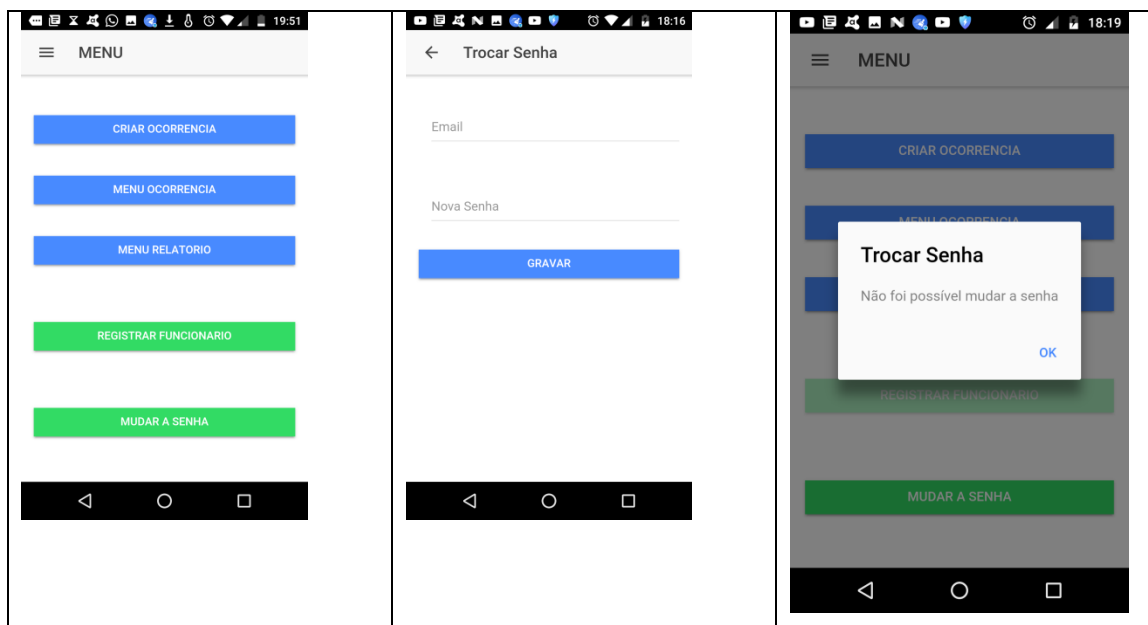 19:51
MENU
CRIAR OCORRENCIA
MENU OCORRENCIA
MENU RELATORIO
REGISTRAR FUNCIONARIO
MUDAR A SENHA
18:16
Trocar Senha
Email
Nova Senha
GRAVAR
18:19
MENU
CRIAR OCORRENCIA
MENU OCORRENCIA
Trocar Senha
Não foi possível mudar a senha
OK
REGISTRAR FUNCIONARIO
MUDAR A SENHA